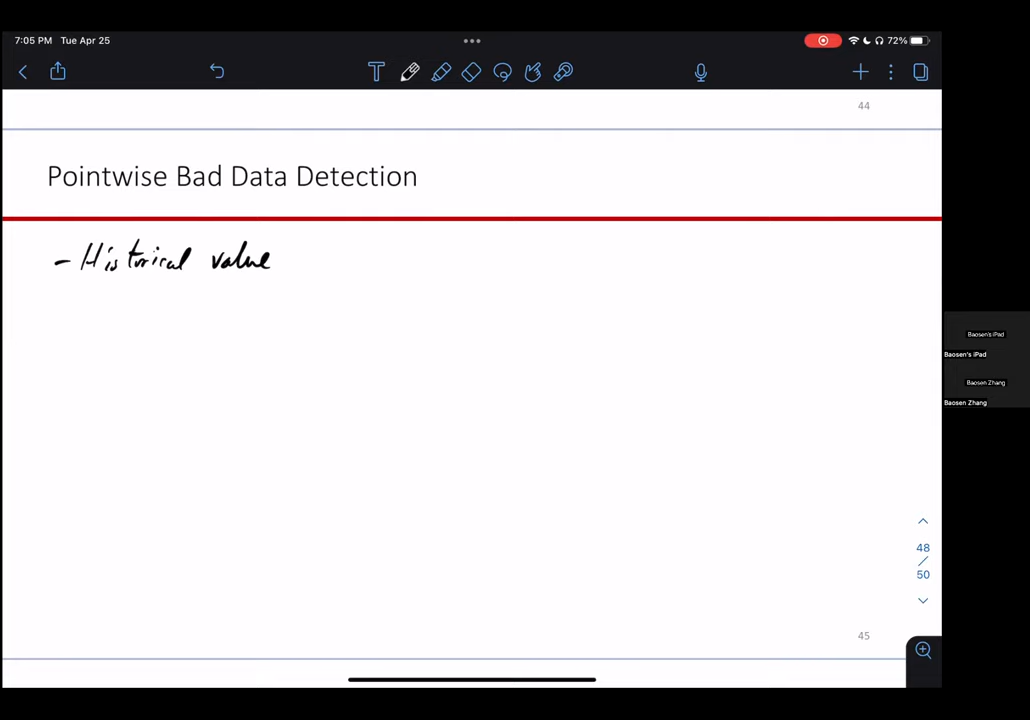 7:05 PM Tue Apr 25
72%
44
Pointwise Bad Data Detection
- Historical value
Baosen's iPad
Baosen's iPad
Baosen Zhang
Baosen Zhang
48
/
50
45